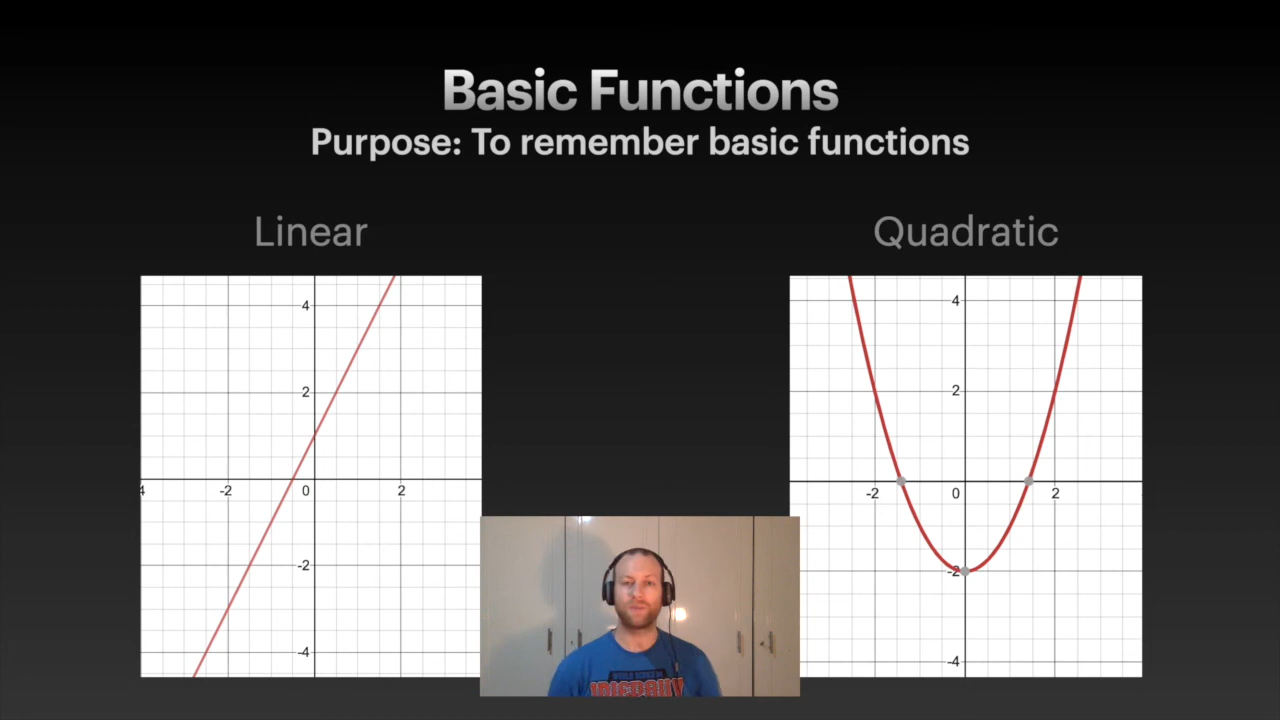 Basic Functions
Purpose: To remember basic functions
Linear
Quadratic
4
2
4 -2 0 2
-2
-4
4
2
-2 0 2
-2
-4